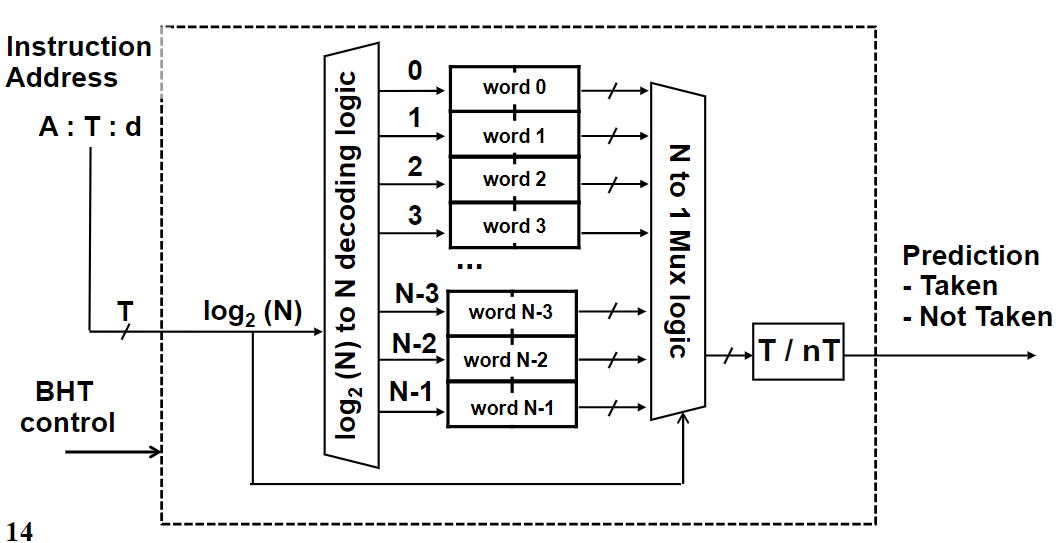 Instruction
Address
A : T : d
T
log₂ (N)
BHT
control
log₂ (N) to N decoding logic
0
1
2
3
N-3
N-2
N-1
word 0
word 1
word 2
word 3
...
word N-3
word N-2
word N-1
N to 1 Mux logic
T / nT
Prediction
- Taken
- Not Taken
14